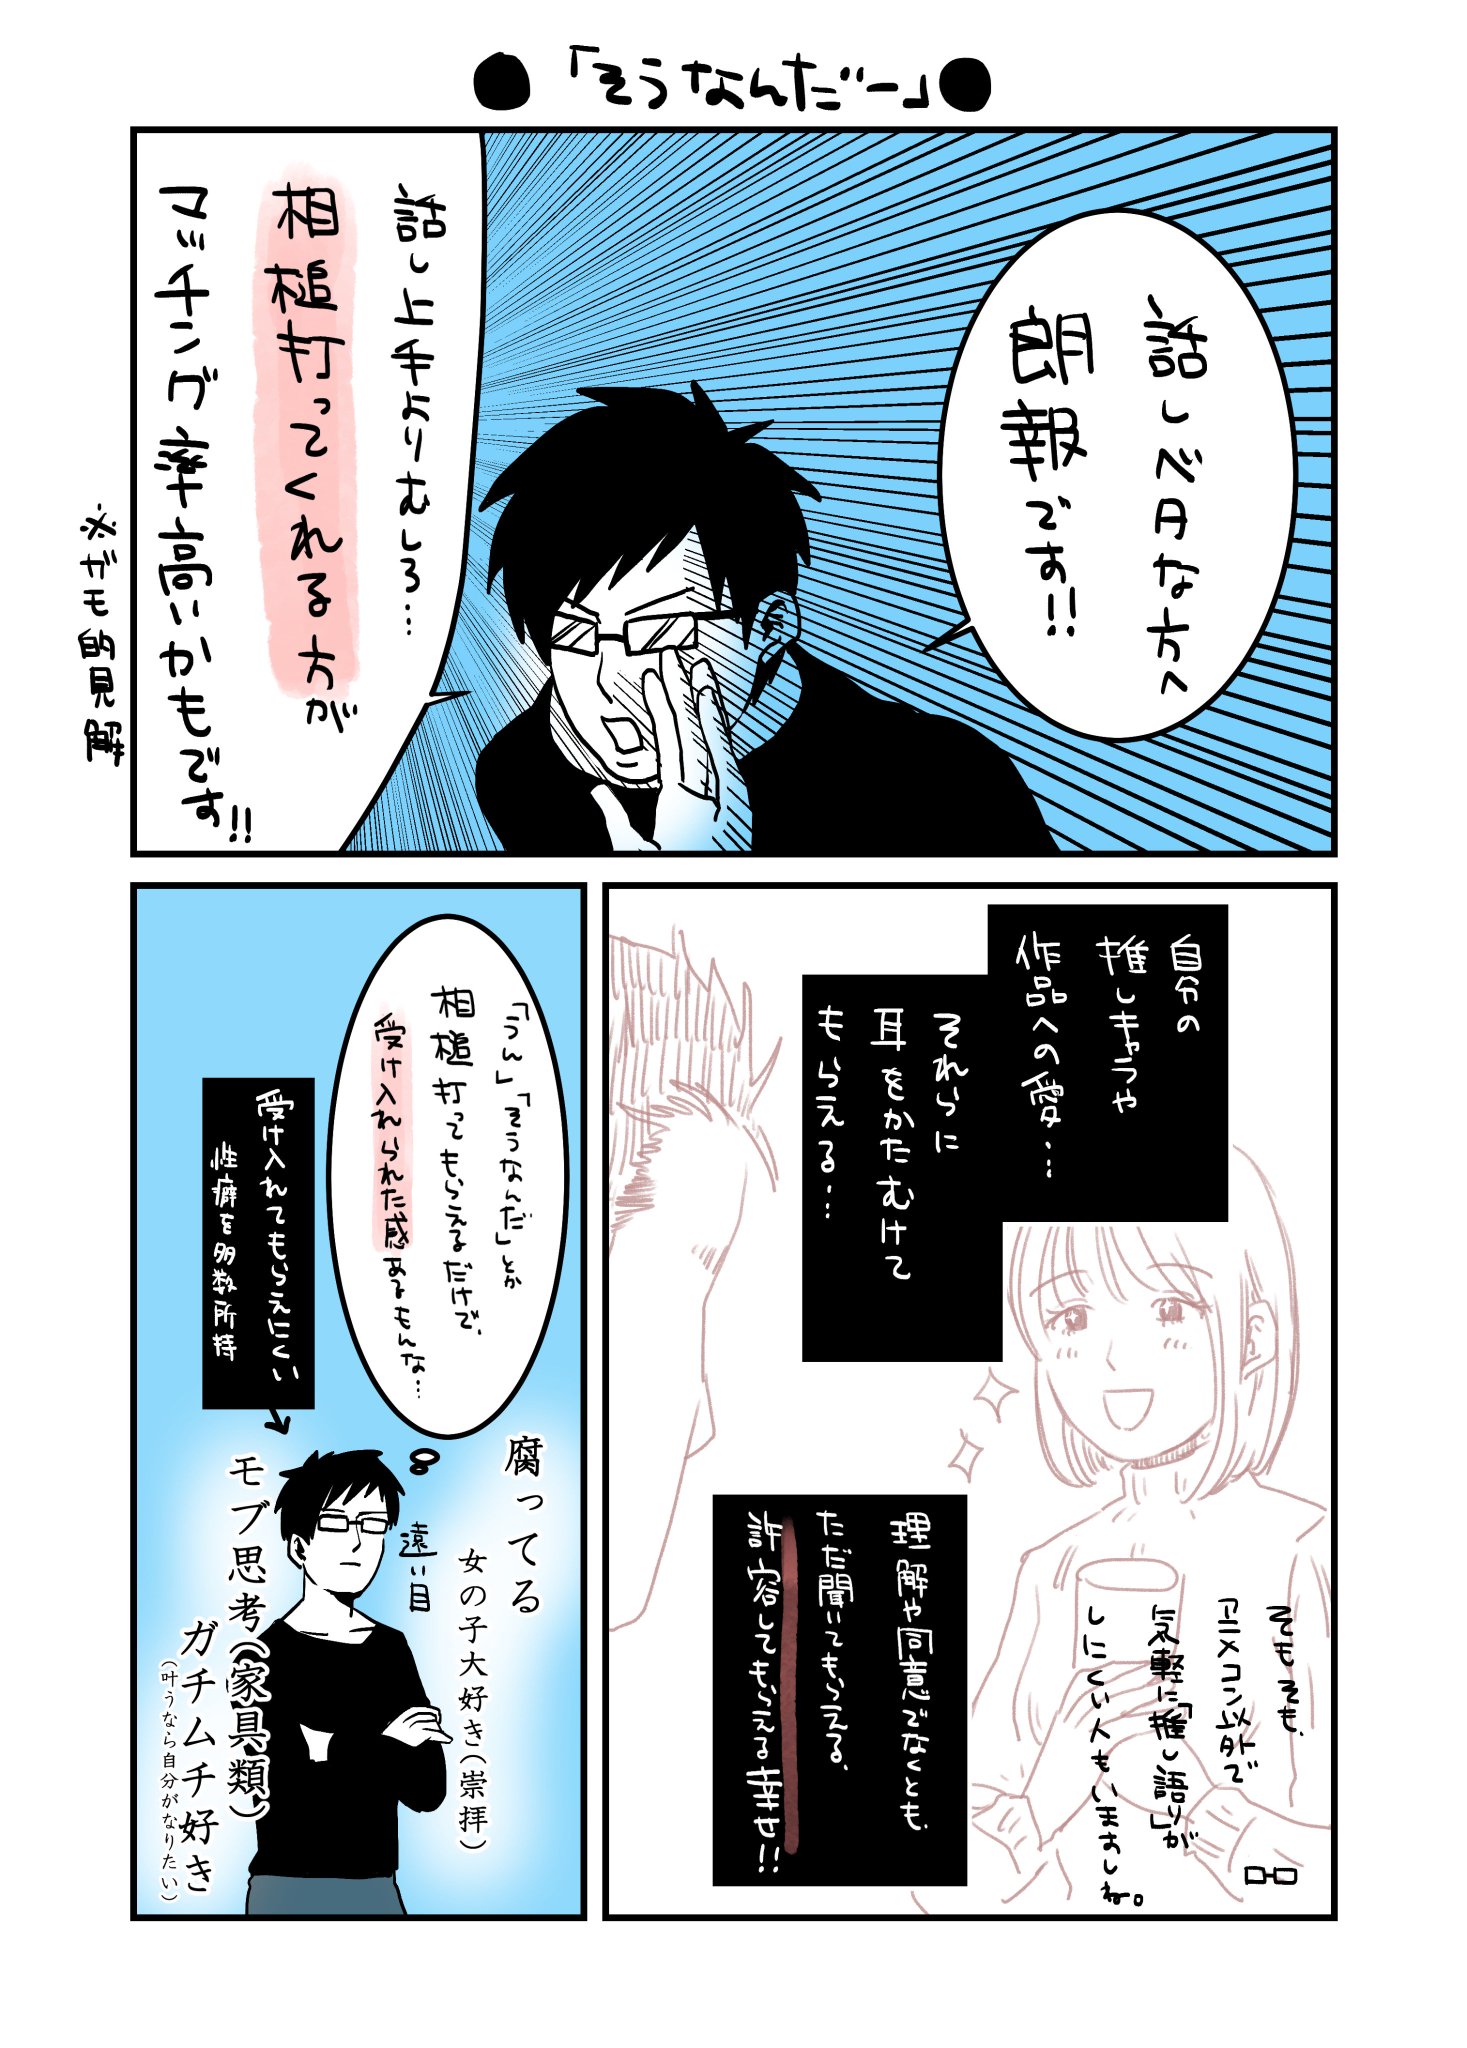 ●「そうなんだー」●
話し下手な方へ
朗報です!!
話し上手よりむしろ…
相槌打ってくれる方が
マッチング率高いかもです!!
※ガモ的見解
自分の
推しキャラや
作品への愛…
それらに
耳をかたむけて
もらえる…
そもそも、
アニメコン以外で
気軽に「推し語り」が
しにくい人もいますしね。
理解や同意でなくとも、
ただ聞いてもらえる、
許容してもらえる幸せ!!
「うん」「そうなんだ」とか
相槌打ってもらえるだけで、
受け入れられた感あるもんな…
受け入れてもらえにくい
性癖を多数所持
腐ってる
女の子大好き(崇拝)
遠い目
モブ思考(家具類)
ガチムチ好き
(叶うなら自分がなりたい)